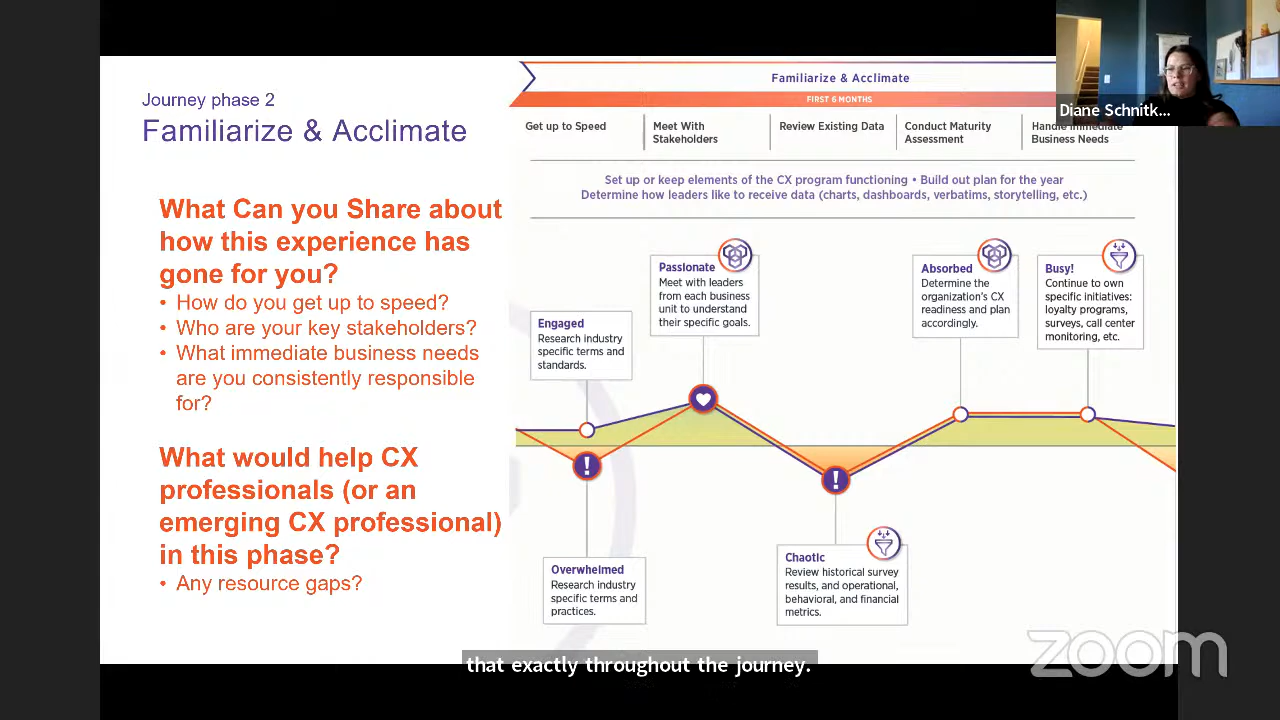 Journey phase 2
Familiarize & Acclimate
What Can you Share about
how this experience has
gone for you?
• How do you get up to speed?
• Who are your key stakeholders?
• What immediate business needs
are you consistently responsible
for?
What would help CX
professionals (or an
emerging CX professional)
in this phase?
• Any resource gaps?
Familiarize & Acclimate
FIRST 6 MONTHS
Get up to Speed
Meet With
Stakeholders
Review Existing Data
Conduct Maturity
Assessment
Handle Immediate
Business Needs
Set up or keep elements of the CX program functioning • Build out plan for the year
Determine how leaders like to receive data (charts, dashboards, verbatims, storytelling, etc.)
Engaged
Research industry
specific terms and
standards.
Passionate
Meet with leaders
from each business
unit to understand
their specific goals.
Absorbed
Determine the
organization's CX
readiness and plan
accordingly.
Busy!
Continue to own
specific initiatives:
loyalty programs,
surveys, call center
monitoring, etc.
!
!
Overwhelmed
Research industry
specific terms and
practices.
Chaotic
Review historical survey
results, and operational,
behavioral, and financial
metrics.
Diane Schnitk...
that exactly throughout the journey.
zoom